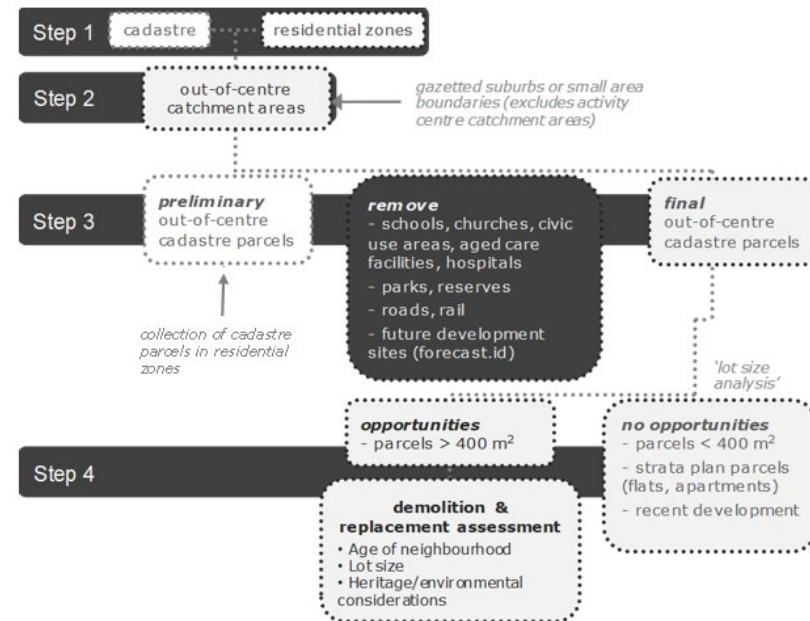 Step 1
cadastre
residential zones
Step 2
out-of-centre
catchment areas
gazetted suburbs or small area
boundaries (excludes activity
centre catchment areas)
Step 3
preliminary
out-of-centre
cadastre parcels
remove
- schools, churches, civic
use areas, aged care
facilities, hospitals
- parks, reserves
- roads, rail
- future development
sites (forecast.id)
final
out-of-centre
cadastre parcels
collection of cadastre
parcels in residential
zones
‘lot size
analysis’
Step 4
opportunities
- parcels > 400 m²
no opportunities
- parcels < 400 m²
- strata plan parcels
(flats, apartments)
- recent development
demolition &
replacement assessment
• Age of neighbourhood
• Lot size
• Heritage/environmental
considerations